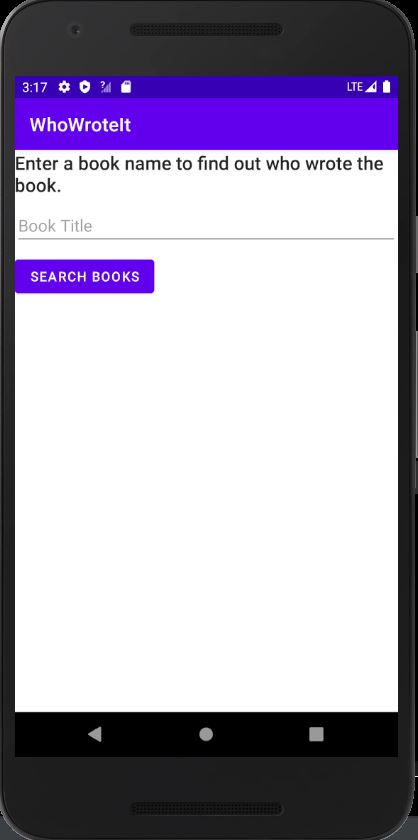 3:17
LTE
WhoWroteIt
Enter a book name to find out who wrote the
book.
Book Title
SEARCH BOOKS